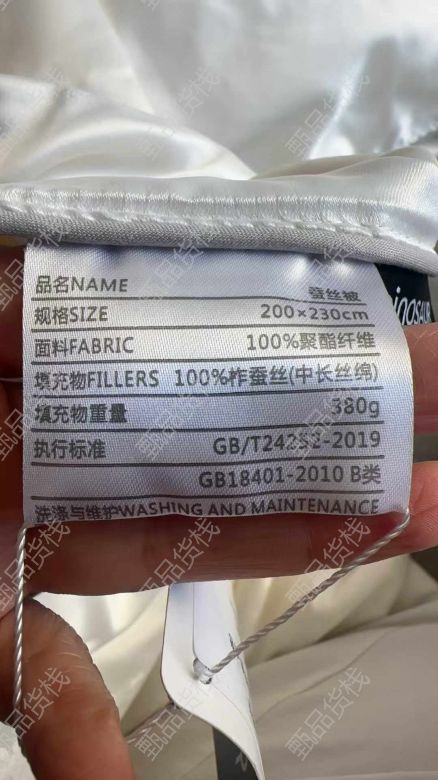 品名NAME 蚕丝被
规格SIZE 200×230cm
面料FABRIC 100%聚酯纤维
填充物FILLERS 100%柞蚕丝(中长丝绵)
填充物重量 380g
执行标准 GB/T24252-2019
GB18401-2010 B类
洗涤与维护WASHING AND MAINTENANCE
甄品货栈